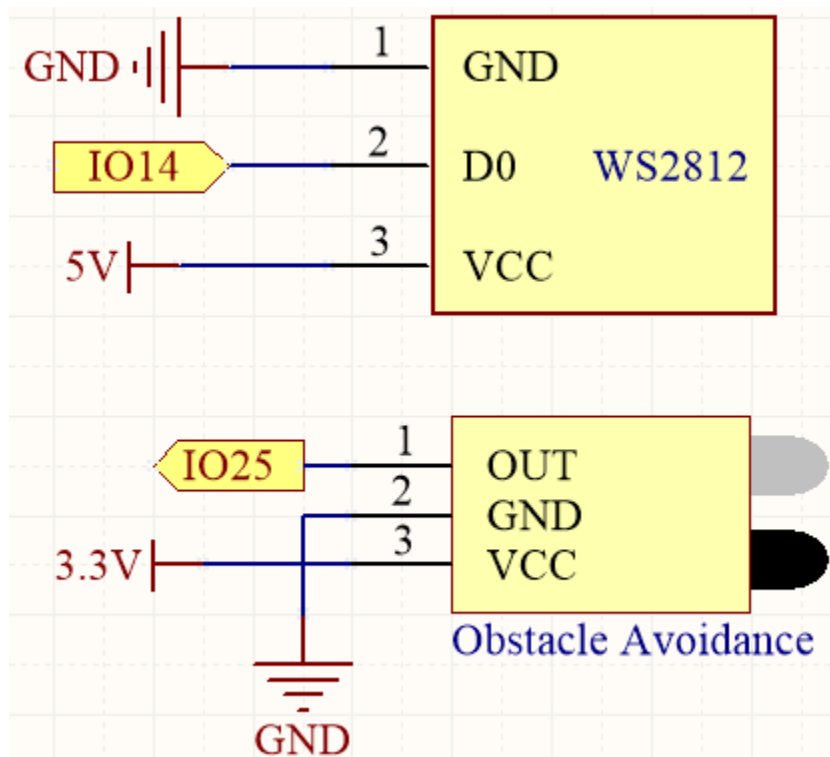 GND 1 GND
IO14 2 D0 WS2812
5V 3 VCC
IO25 1 OUT
2 GND
3.3V 3 VCC
Obstacle Avoidance
GND